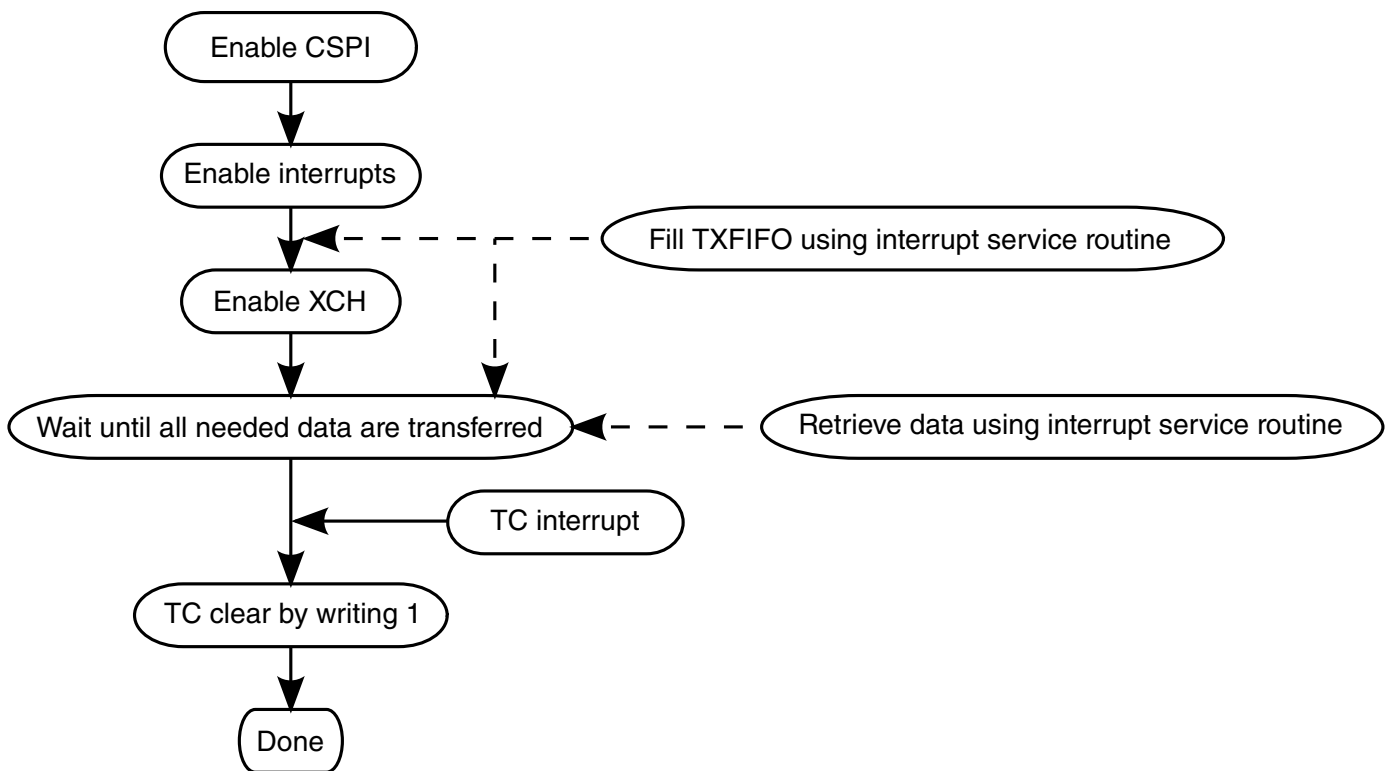 Enable CSPI
Enable interrupts
Fill TXFIFO using interrupt service routine
Enable XCH
Wait until all needed data are transferred
Retrieve data using interrupt service routine
TC interrupt
TC clear by writing 1
Done